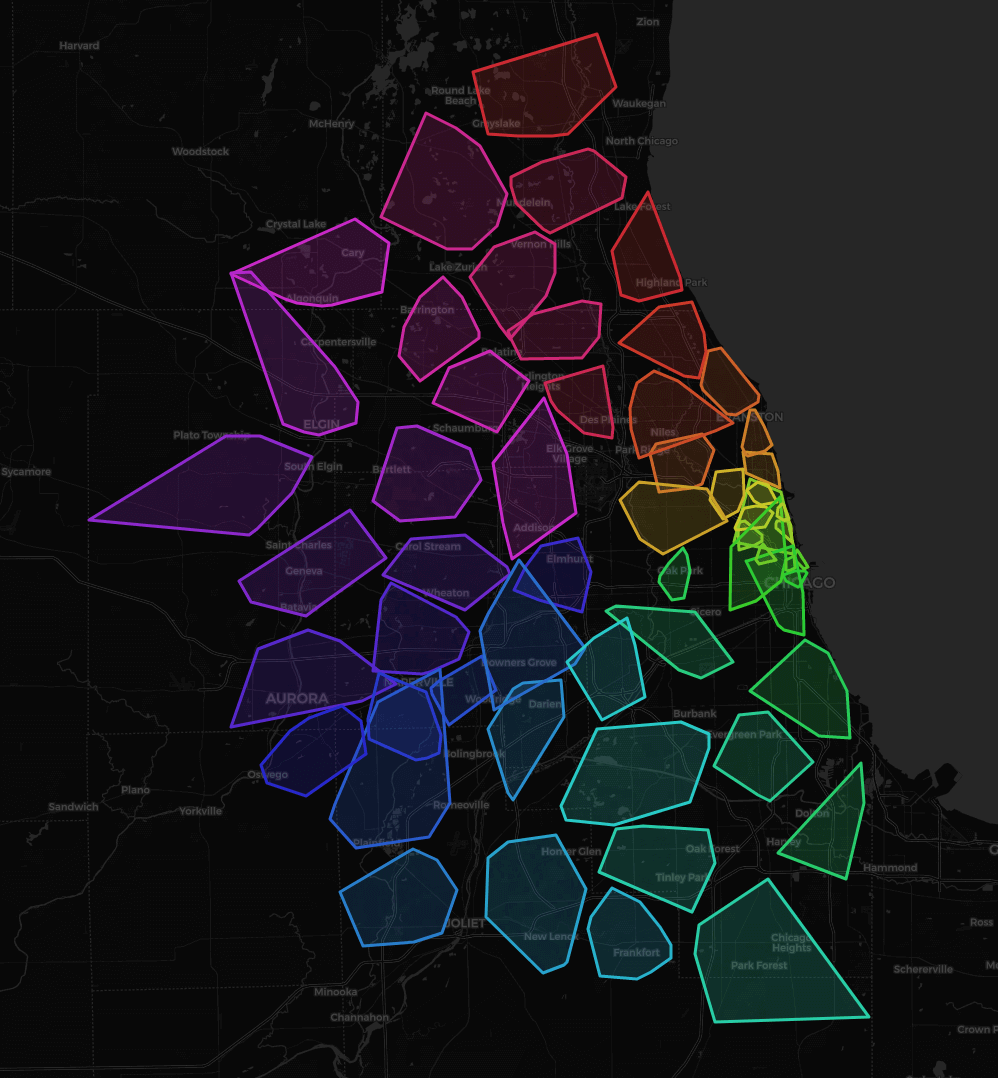 Zion
Harvard
Round Lake
Beach
Waukegan
McHenry
Grayslake
North Chicago
Woodstock
Mundelein
Lake Forest
Crystal Lake
Vernon Hills
Cary
Lake Zurich
Highland Park
Algonquin
Barrington
Carpentersville
Palatine
Arlington
Heights
Des Plaines
EVANSTON
ELGIN
Schaumburg
Niles
Plato Township
Elk Grove
Village
Park Ridge
South Elgin
Bartlett
Sycamore
Addison
Saint Charles
Carol Stream
Elmhurst
Geneva
Oak Park
CHICAGO
Wheaton
Batavia
Cicero
Downers Grove
NAPERVILLE
AURORA
Woodridge
Darien
Burbank
Evergreen Park
Bolingbrook
Oswego
Plano
Sandwich
Yorkville
Romeoville
Dolton
Harvey
Plainfield
Homer Glen
Oak Forest
Hammond
Tinley Park
JOLIET
Ross
New Lenox
Chicago
Heights
Frankfort
Park Forest
Schererville
Minooka
Channahon
Crown P